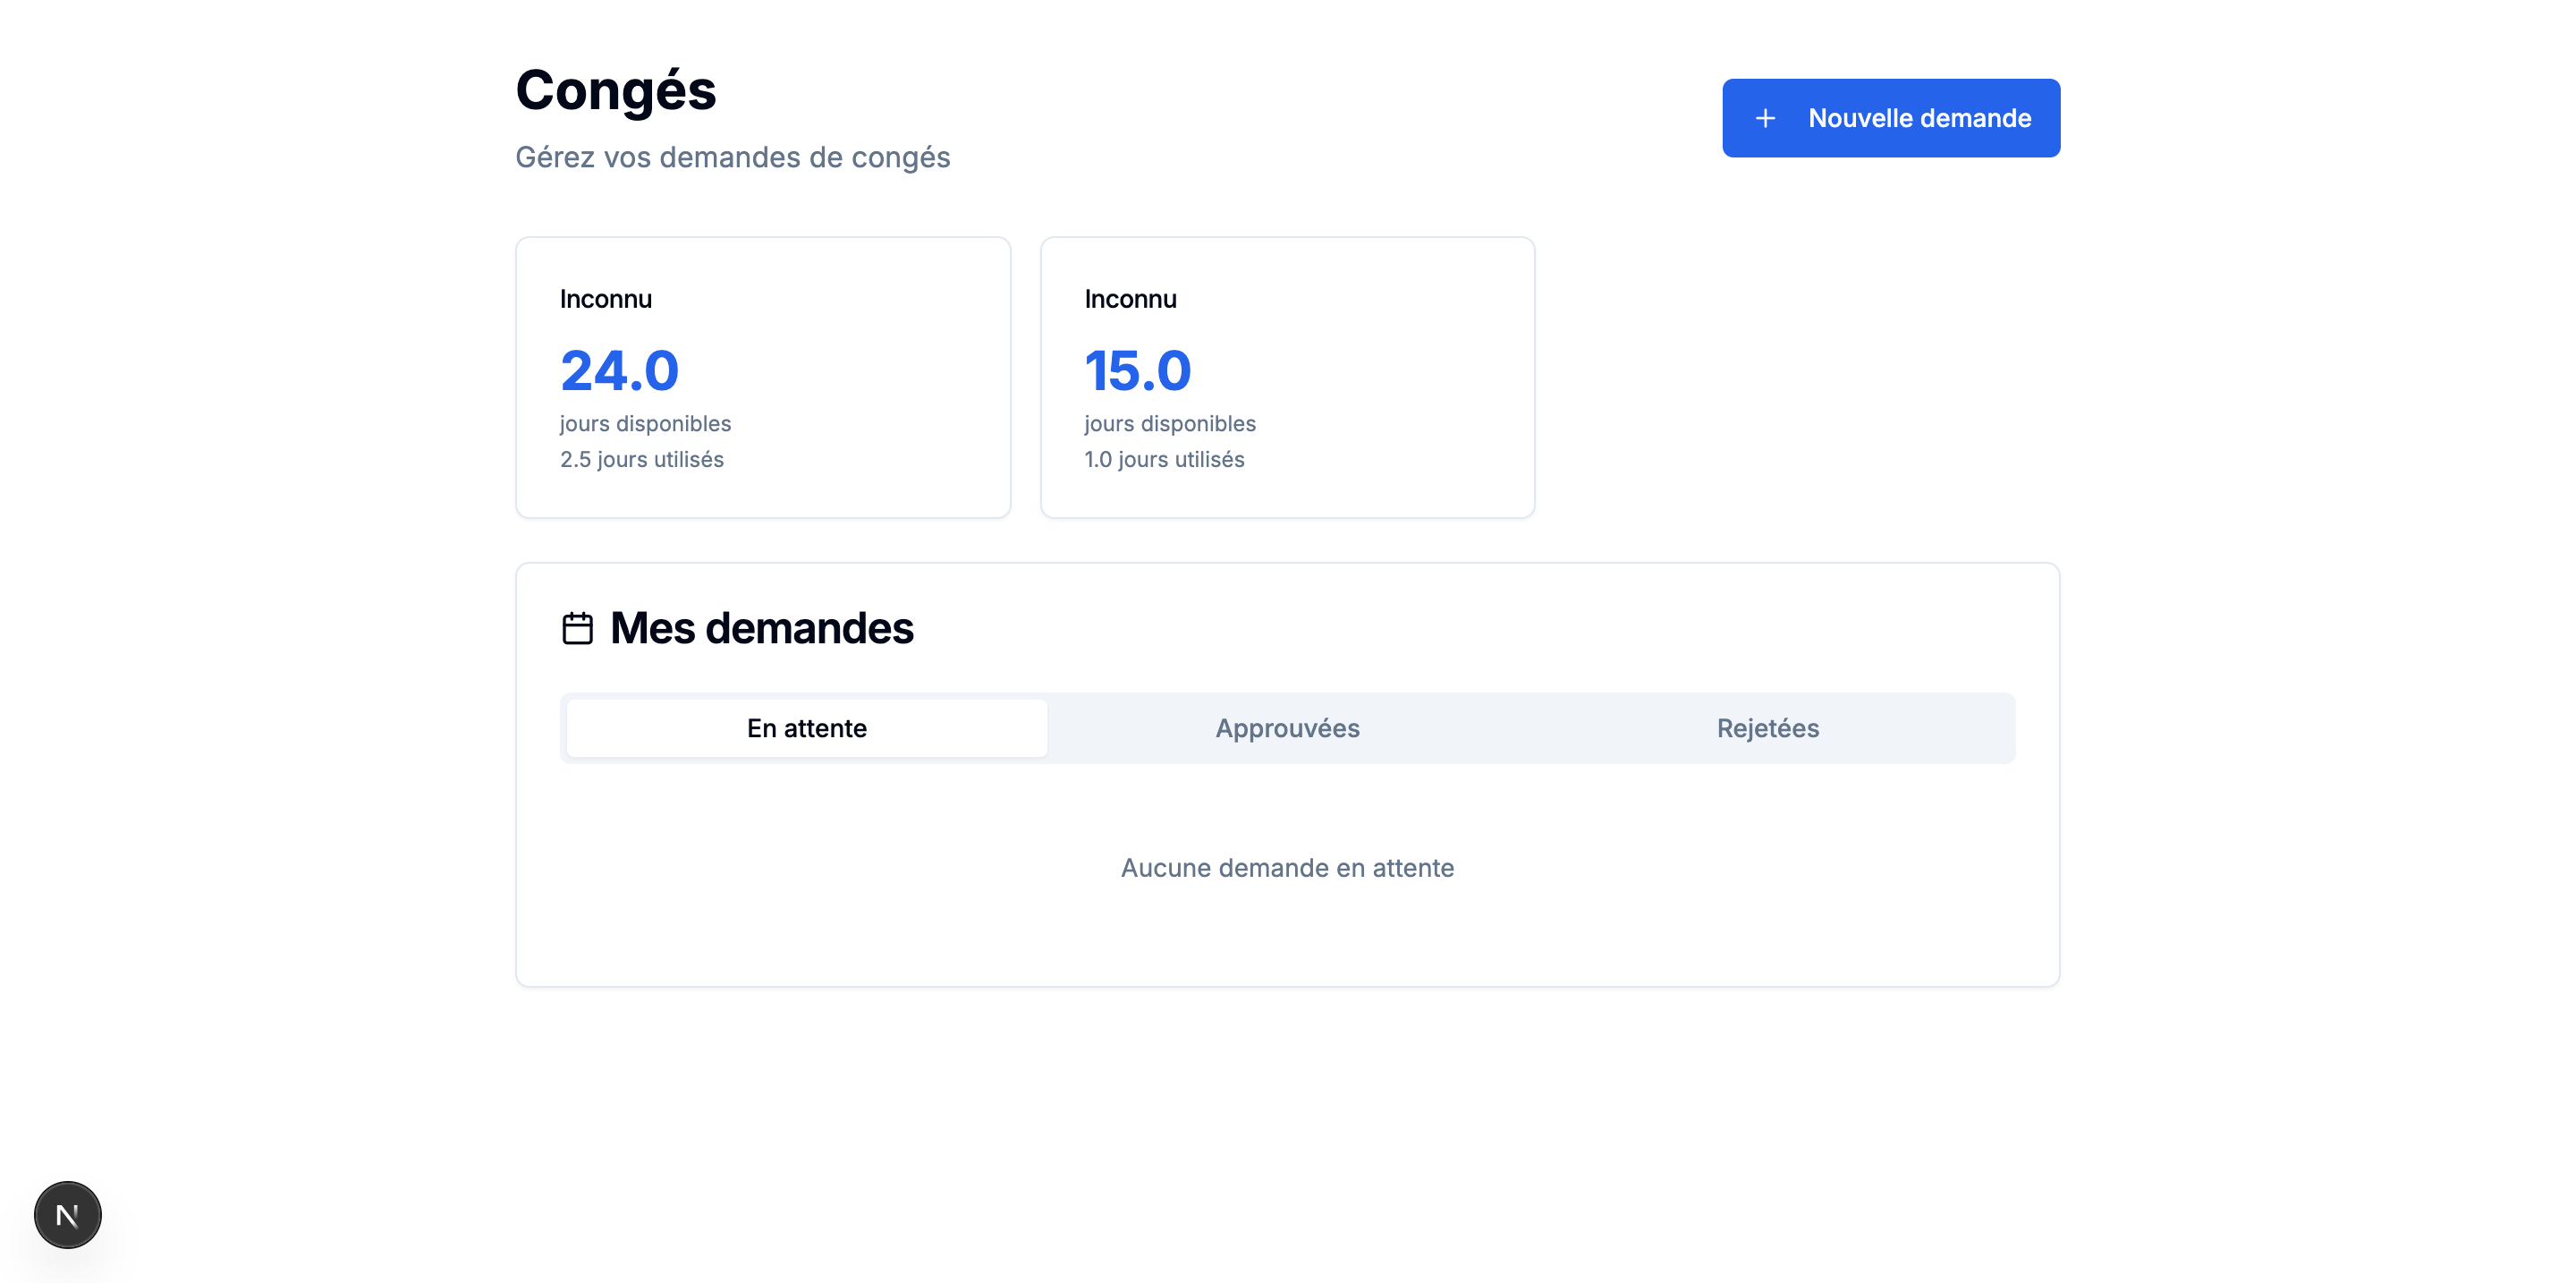 Congés
Gérez vos demandes de congés
Nouvelle demande
Inconnu
24.0
jours disponibles
2.5 jours utilisés
Inconnu
15.0
jours disponibles
1.0 jours utilisés
Mes demandes
En attente
Approuvées
Rejetées
Aucune demande en attente
N